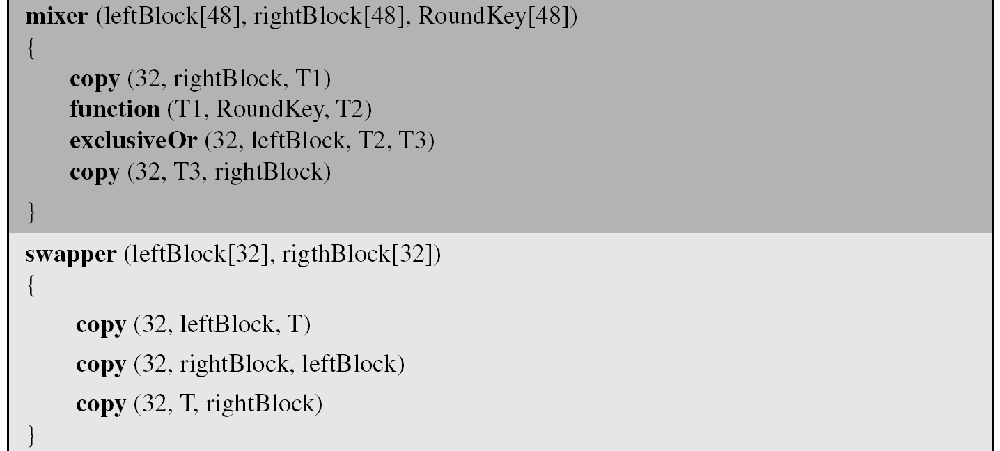 mixer (leftBlock[48], rightBlock[48], RoundKey[48])
{
copy (32, rightBlock, T1)
function (T1, RoundKey, T2)
exclusiveOr (32, leftBlock, T2, T3)
copy (32, T3, rightBlock)
}
swapper (leftBlock[32], rigthBlock[32])
{
copy (32, leftBlock, T)
copy (32, rightBlock, leftBlock)
copy (32, T, rightBlock)
}